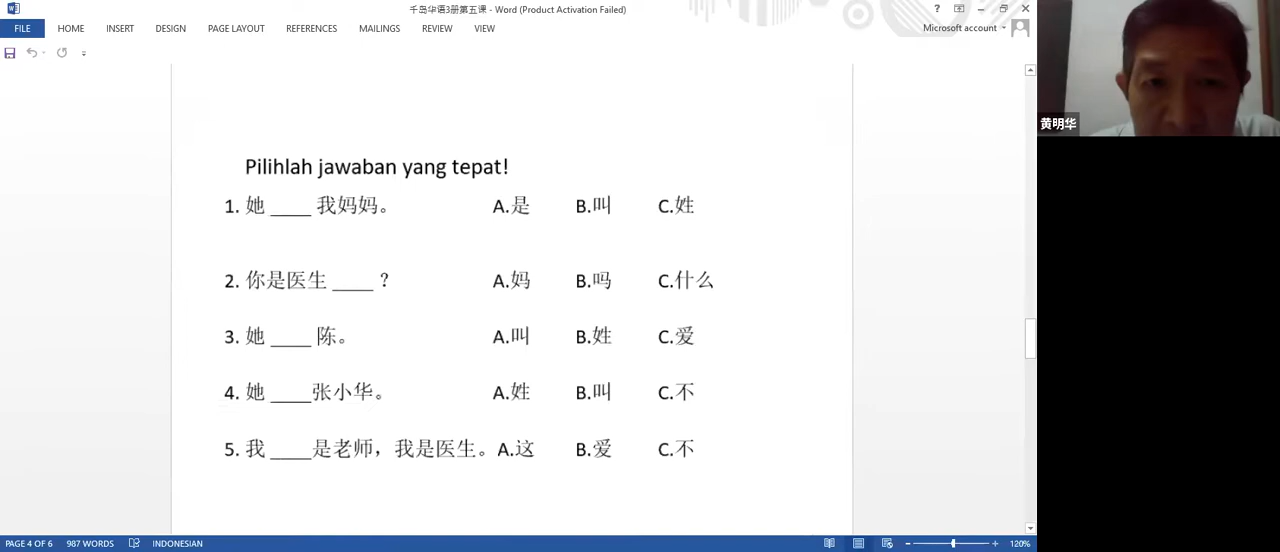 千岛华语3册第五课 - Word (Product Activation Failed)
FILE HOME INSERT DESIGN PAGE LAYOUT REFERENCES MAILINGS REVIEW VIEW
Microsoft account
黄明华
Pilihlah jawaban yang tepat!
1. 她 ____ 我妈妈。 A.是 B.叫 C.姓
2. 你是医生 ____ ? A.妈 B.吗 C.什么
3. 她 ____ 陈。 A.叫 B.姓 C.爱
4. 她 ____张小华。 A.姓 B.叫 C.不
5. 我 ____是老师，我是医生。A.这 B.爱 C.不
PAGE 4 OF 6 987 WORDS INDONESIAN 120%